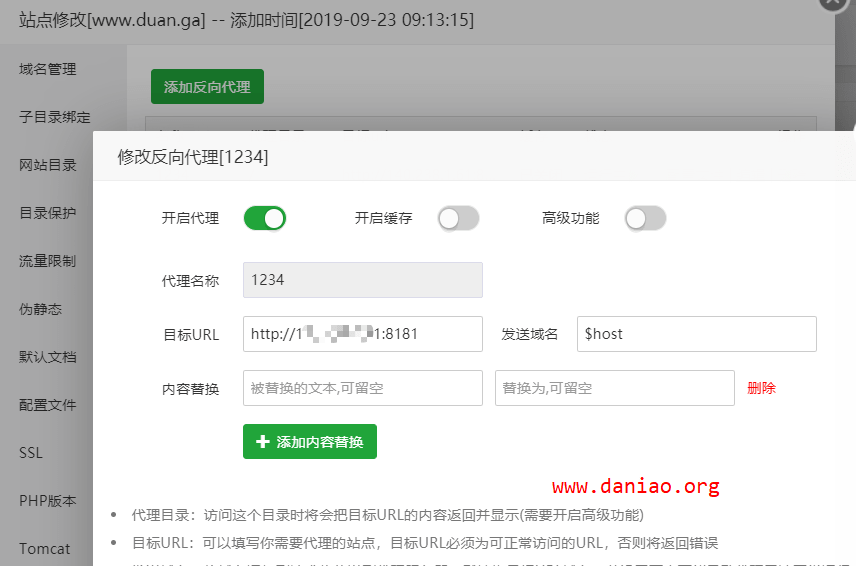 站点修改[www.duan.ga] -- 添加时间[2019-09-23 09:13:15]
域名管理
添加反向代理
子目录绑定
网站目录
目录保护
流量限制
伪静态
默认文档
配置文件
SSL
PHP版本
Tomcat
修改反向代理[1234]
开启代理 开启缓存 高级功能
代理名称 1234
目标URL http://1 1:8181 发送域名 $host
内容替换 被替换的文本,可留空 替换为,可留空 删除
添加内容替换
www.daniao.org
代理目录：访问这个目录时将会把目标URL的内容返回并显示(需要开启高级功能)
目标URL：可以填写你需要代理的站点，目标URL必须为可正常访问的URL，否则将返回错误